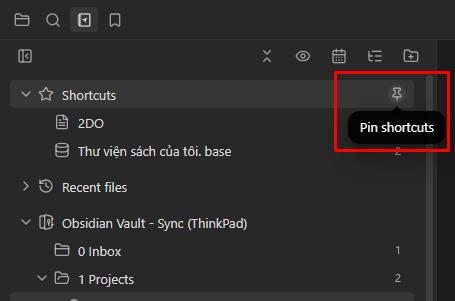 Shortcuts
Pin shortcuts
2DO
Thư viện sách của tôi. base
2
Recent files
Obsidian Vault - Sync (ThinkPad)
0 Inbox 1
1 Projects 2